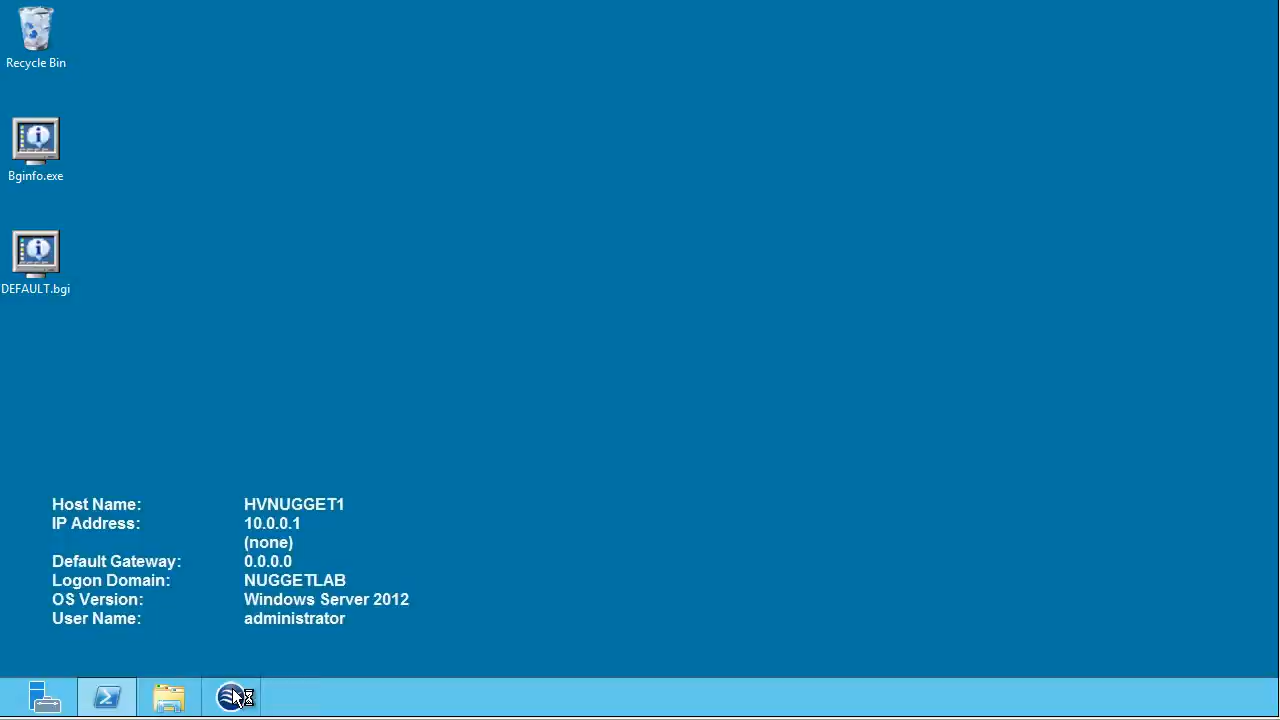 Recycle Bin
Bginfo.exe
DEFAULT.bgi
Host Name: HVNUGGET1
IP Address: 10.0.0.1
(none)
Default Gateway: 0.0.0.0
Logon Domain: NUGGETLAB
OS Version: Windows Server 2012
User Name: administrator